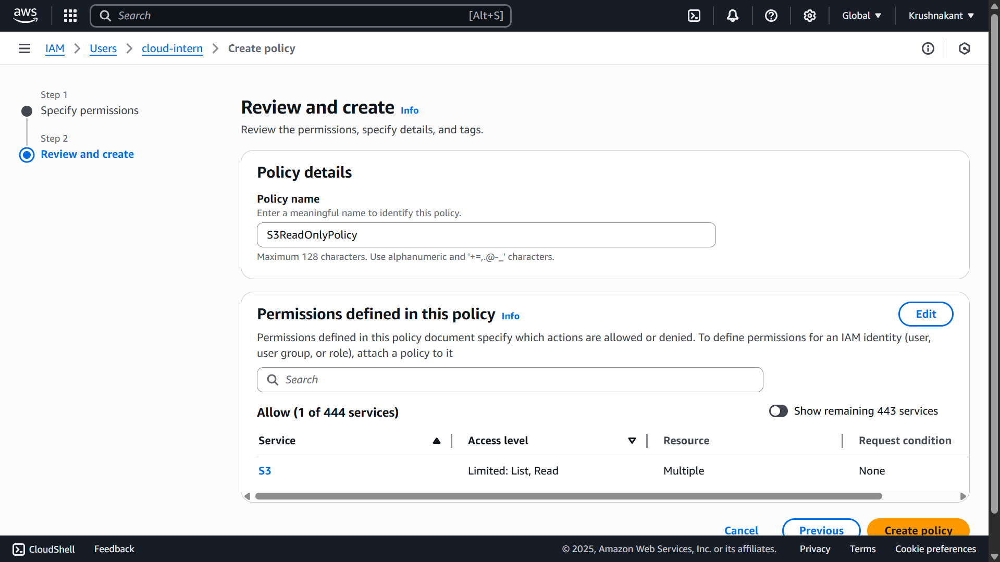 aws
Search [Alt+S]
Global
Krushnakant
IAM
Users
cloud-intern
Create policy
Step 1
Specify permissions
Step 2
Review and create
Review and create Info
Review the permissions, specify details, and tags.
Policy details
Policy name
Enter a meaningful name to identify this policy.
S3ReadOnlyPolicy
Maximum 128 characters. Use alphanumeric and '+=,.@-_' characters.
Permissions defined in this policy Info
Edit
Permissions defined in this policy document specify which actions are allowed or denied. To define permissions for an IAM identity (user,
user group, or role), attach a policy to it
Search
Allow (1 of 444 services)
Show remaining 443 services
Service Access level Resource Request condition
S3 Limited: List, Read Multiple None
Cancel
Previous
Create policy
CloudShell
Feedback
© 2025, Amazon Web Services, Inc. or its affiliates.
Privacy
Terms
Cookie preferences